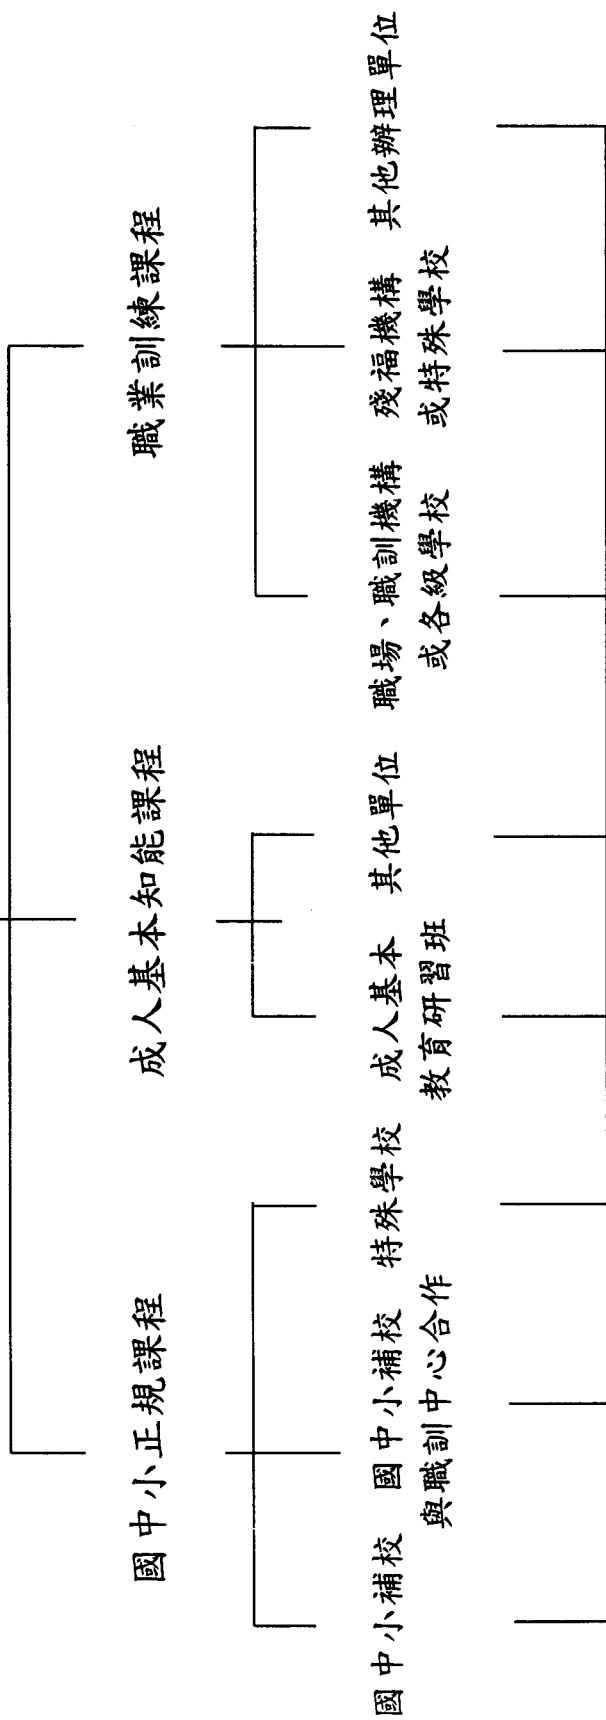 國中小正規課程
成人基本知能課程
職業訓練課程
國中小補校
國中小補校
與職訓中心合作
特殊學校
成人基本
教育研習班
其他單位
職場、職訓機構
或各級學校
殘福機構
或特殊學校
其他辦理單位